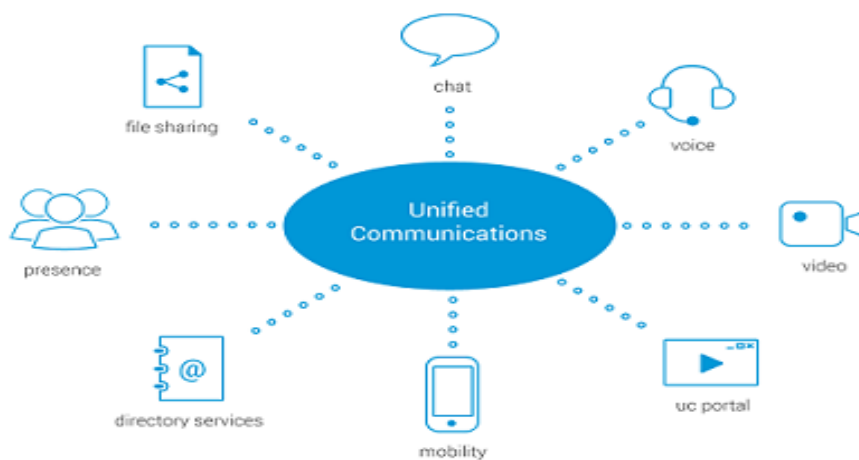 chat
file sharing
voice
Unified
Communications
presence
video
@
directory services
uc portal
mobility